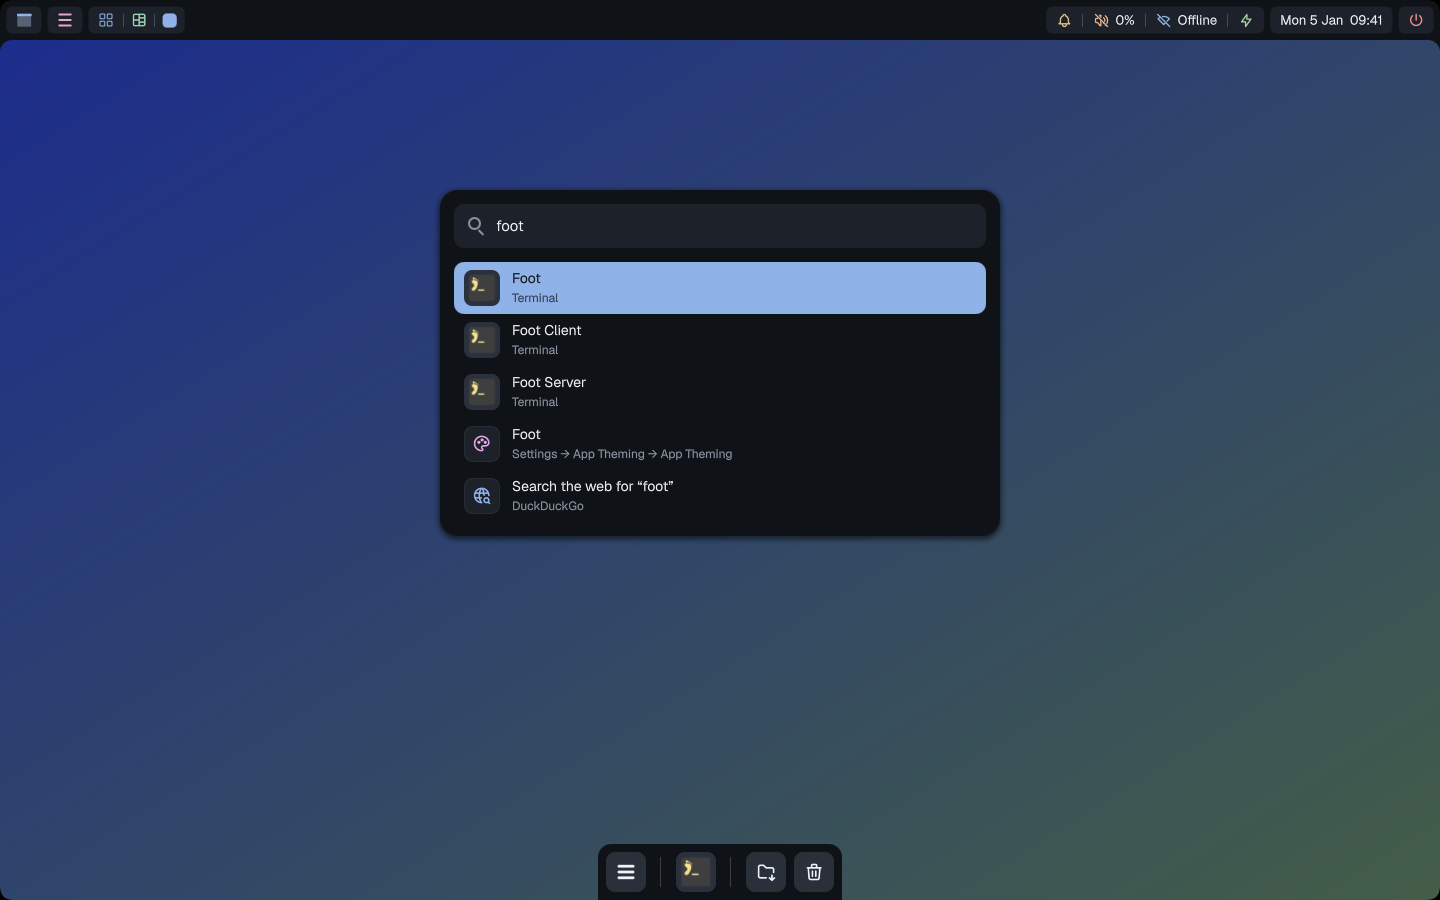 0%
Offline
Mon 5 Jan 09:41
foot
Foot
Terminal
Foot Client
Terminal
Foot Server
Terminal
Foot
Settings → App Theming → App Theming
Search the web for “foot”
DuckDuckGo